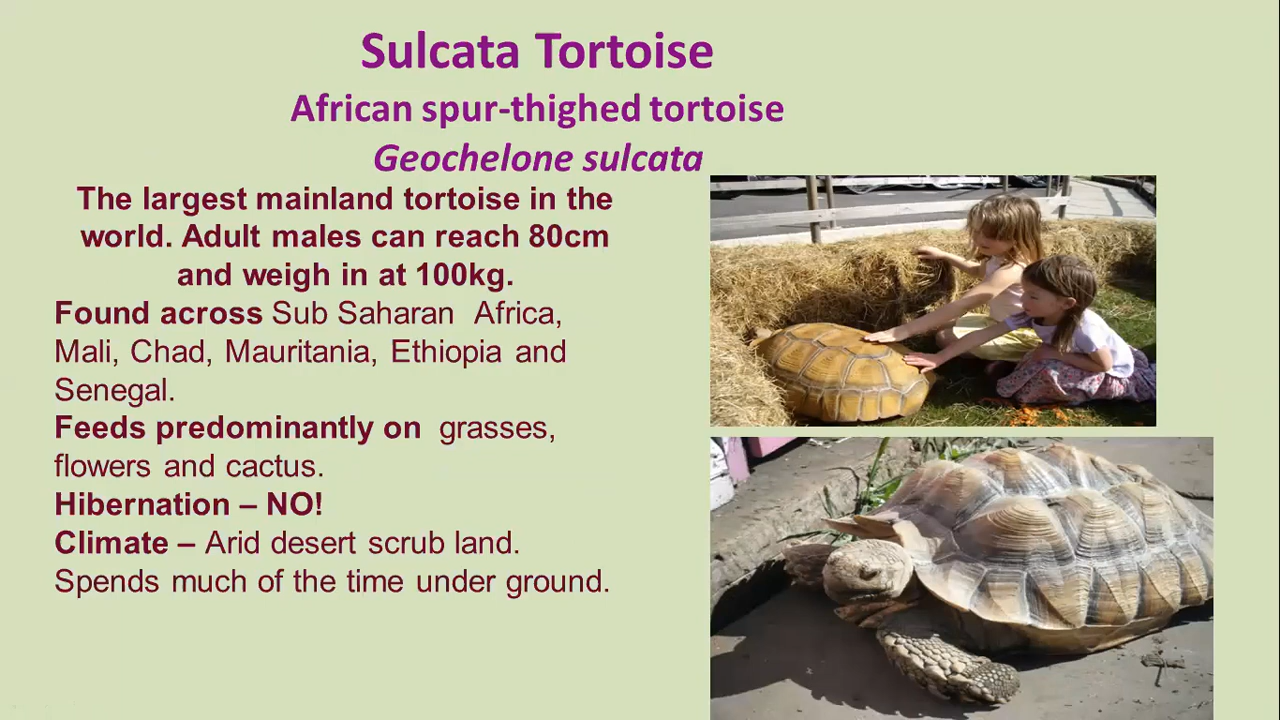 Sulcata Tortoise
African spur-thighed tortoise
Geochelone sulcata
The largest mainland tortoise in the
world. Adult males can reach 80cm
and weigh in at 100kg.
Found across Sub Saharan  Africa,
Mali, Chad, Mauritania, Ethiopia and
Senegal.
Feeds predominantly on  grasses,
flowers and cactus.
Hibernation – NO!
Climate – Arid desert scrub land.
Spends much of the time under ground.